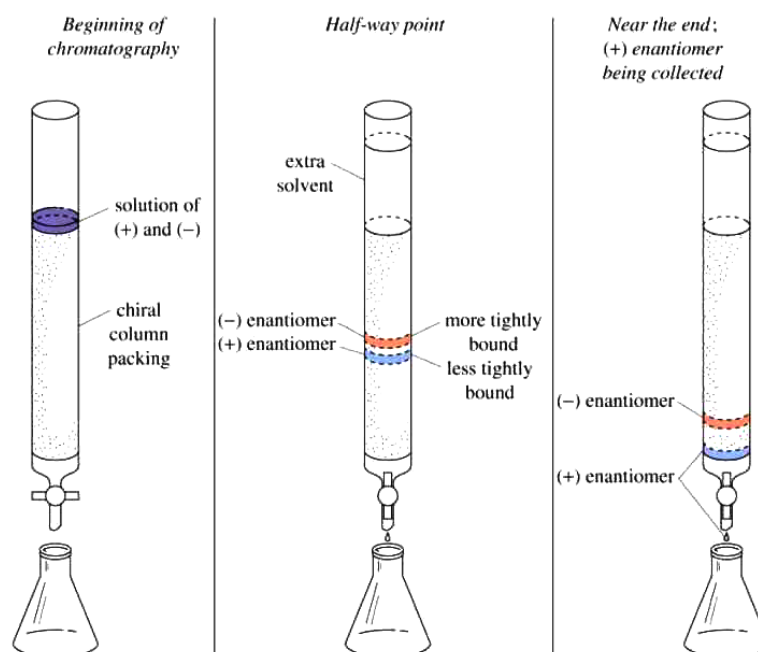 Beginning of
chromatography
solution of
(+) and (−)
chiral
column
packing
Half-way point
extra
solvent
(−) enantiomer
(+) enantiomer
more tightly
bound
less tightly
bound
Near the end;
(+) enantiomer
being collected
(−) enantiomer
(+) enantiomer